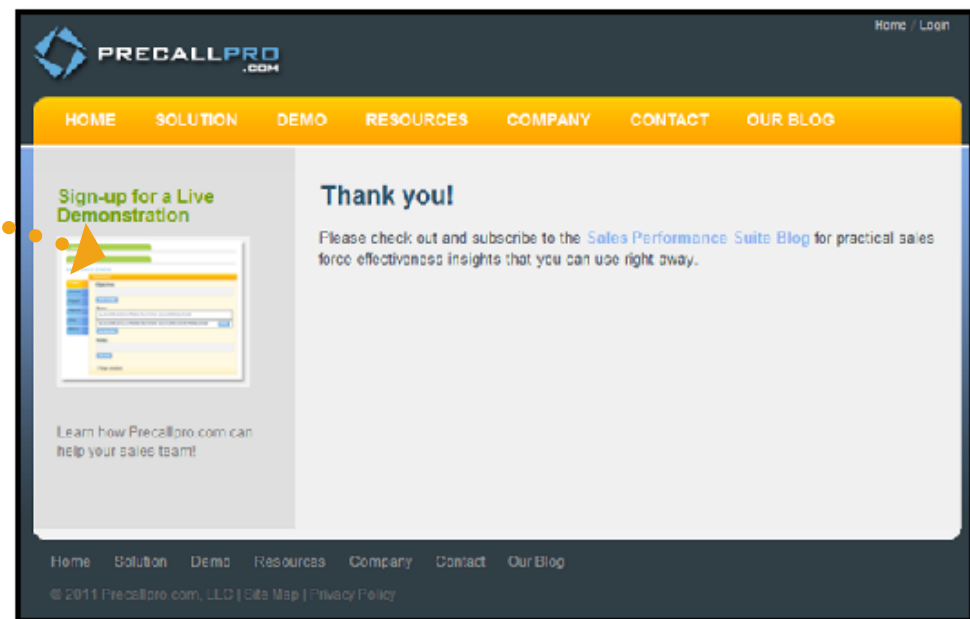 Home / Login
PRECALLPRO
.COM
HOME SOLUTION DEMO RESOURCES COMPANY CONTACT OUR BLOG
Sign-up for a Live
Demonstration
Thank you!
Please check out and subscribe to the Sales Performance Suite Blog for practical sales
force effectiveness insights that you can use right away.
Learn how Precallpro.com can
help your sales team!
Home Solution Demo Resources Company Contact Our Blog
© 2011 Precallpro.com, LLC | Site Map | Privacy Policy